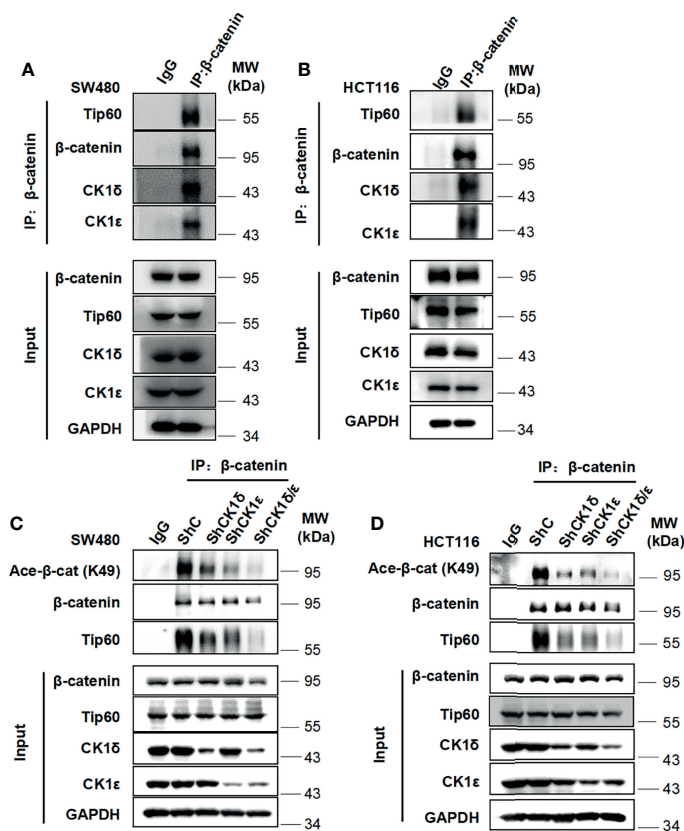 A
SW480
IgG
IP:β-catenin
MW
(kDa)
IP: β-catenin
Tip60
55
β-catenin
95
CK1δ
43
CK1ε
43
Input
β-catenin
95
Tip60
55
CK1δ
43
CK1ε
43
GAPDH
34
B
HCT116
IgG
IP:β-catenin
MW
(kDa)
IP: β-catenin
Tip60
55
β-catenin
95
CK1δ
43
CK1ε
43
Input
β-catenin
95
Tip60
55
CK1δ
43
CK1ε
43
GAPDH
34
C
IP: β-catenin
SW480
IgG
ShC
ShCK1δ
ShCK1ε
ShCK1δ/ε
MW
(kDa)
Ace-β-cat (K49)
95
β-catenin
95
Tip60
55
Input
β-catenin
95
Tip60
55
CK1δ
43
CK1ε
43
GAPDH
34
D
IP: β-catenin
HCT116
IgG
ShC
ShCK1δ
ShCK1ε
ShCK1δ/ε
MW
(kDa)
Ace-β-cat (K49)
95
β-catenin
95
Tip60
55
Input
β-catenin
95
Tip60
55
CK1δ
43
CK1ε
43
GAPDH
34